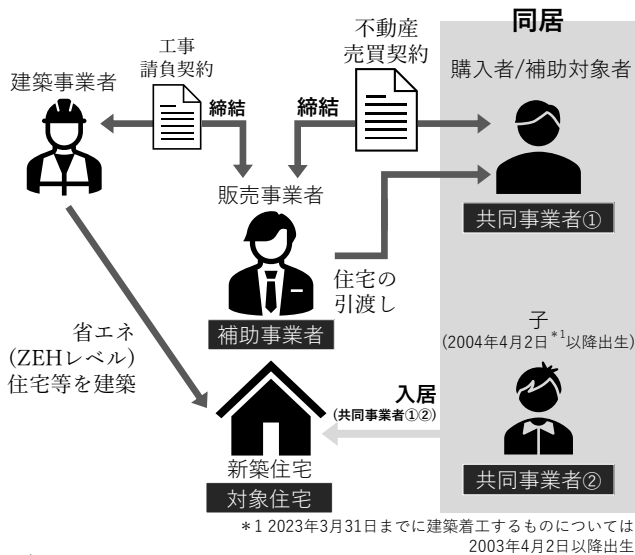 同居
工事
請負契約
不動産
売買契約
建築事業者
購入者/補助対象者
締結
締結
販売事業者
共同事業者①
住宅の
引渡し
補助事業者
子
(2004年4月2日*1以降出生)
省エネ
(ZEHレベル)
住宅等を建築
入居
(共同事業者①②)
新築住宅
共同事業者②
対象住宅
*1 2023年3月31日までに建築着工するものについては
2003年4月2日以降出生